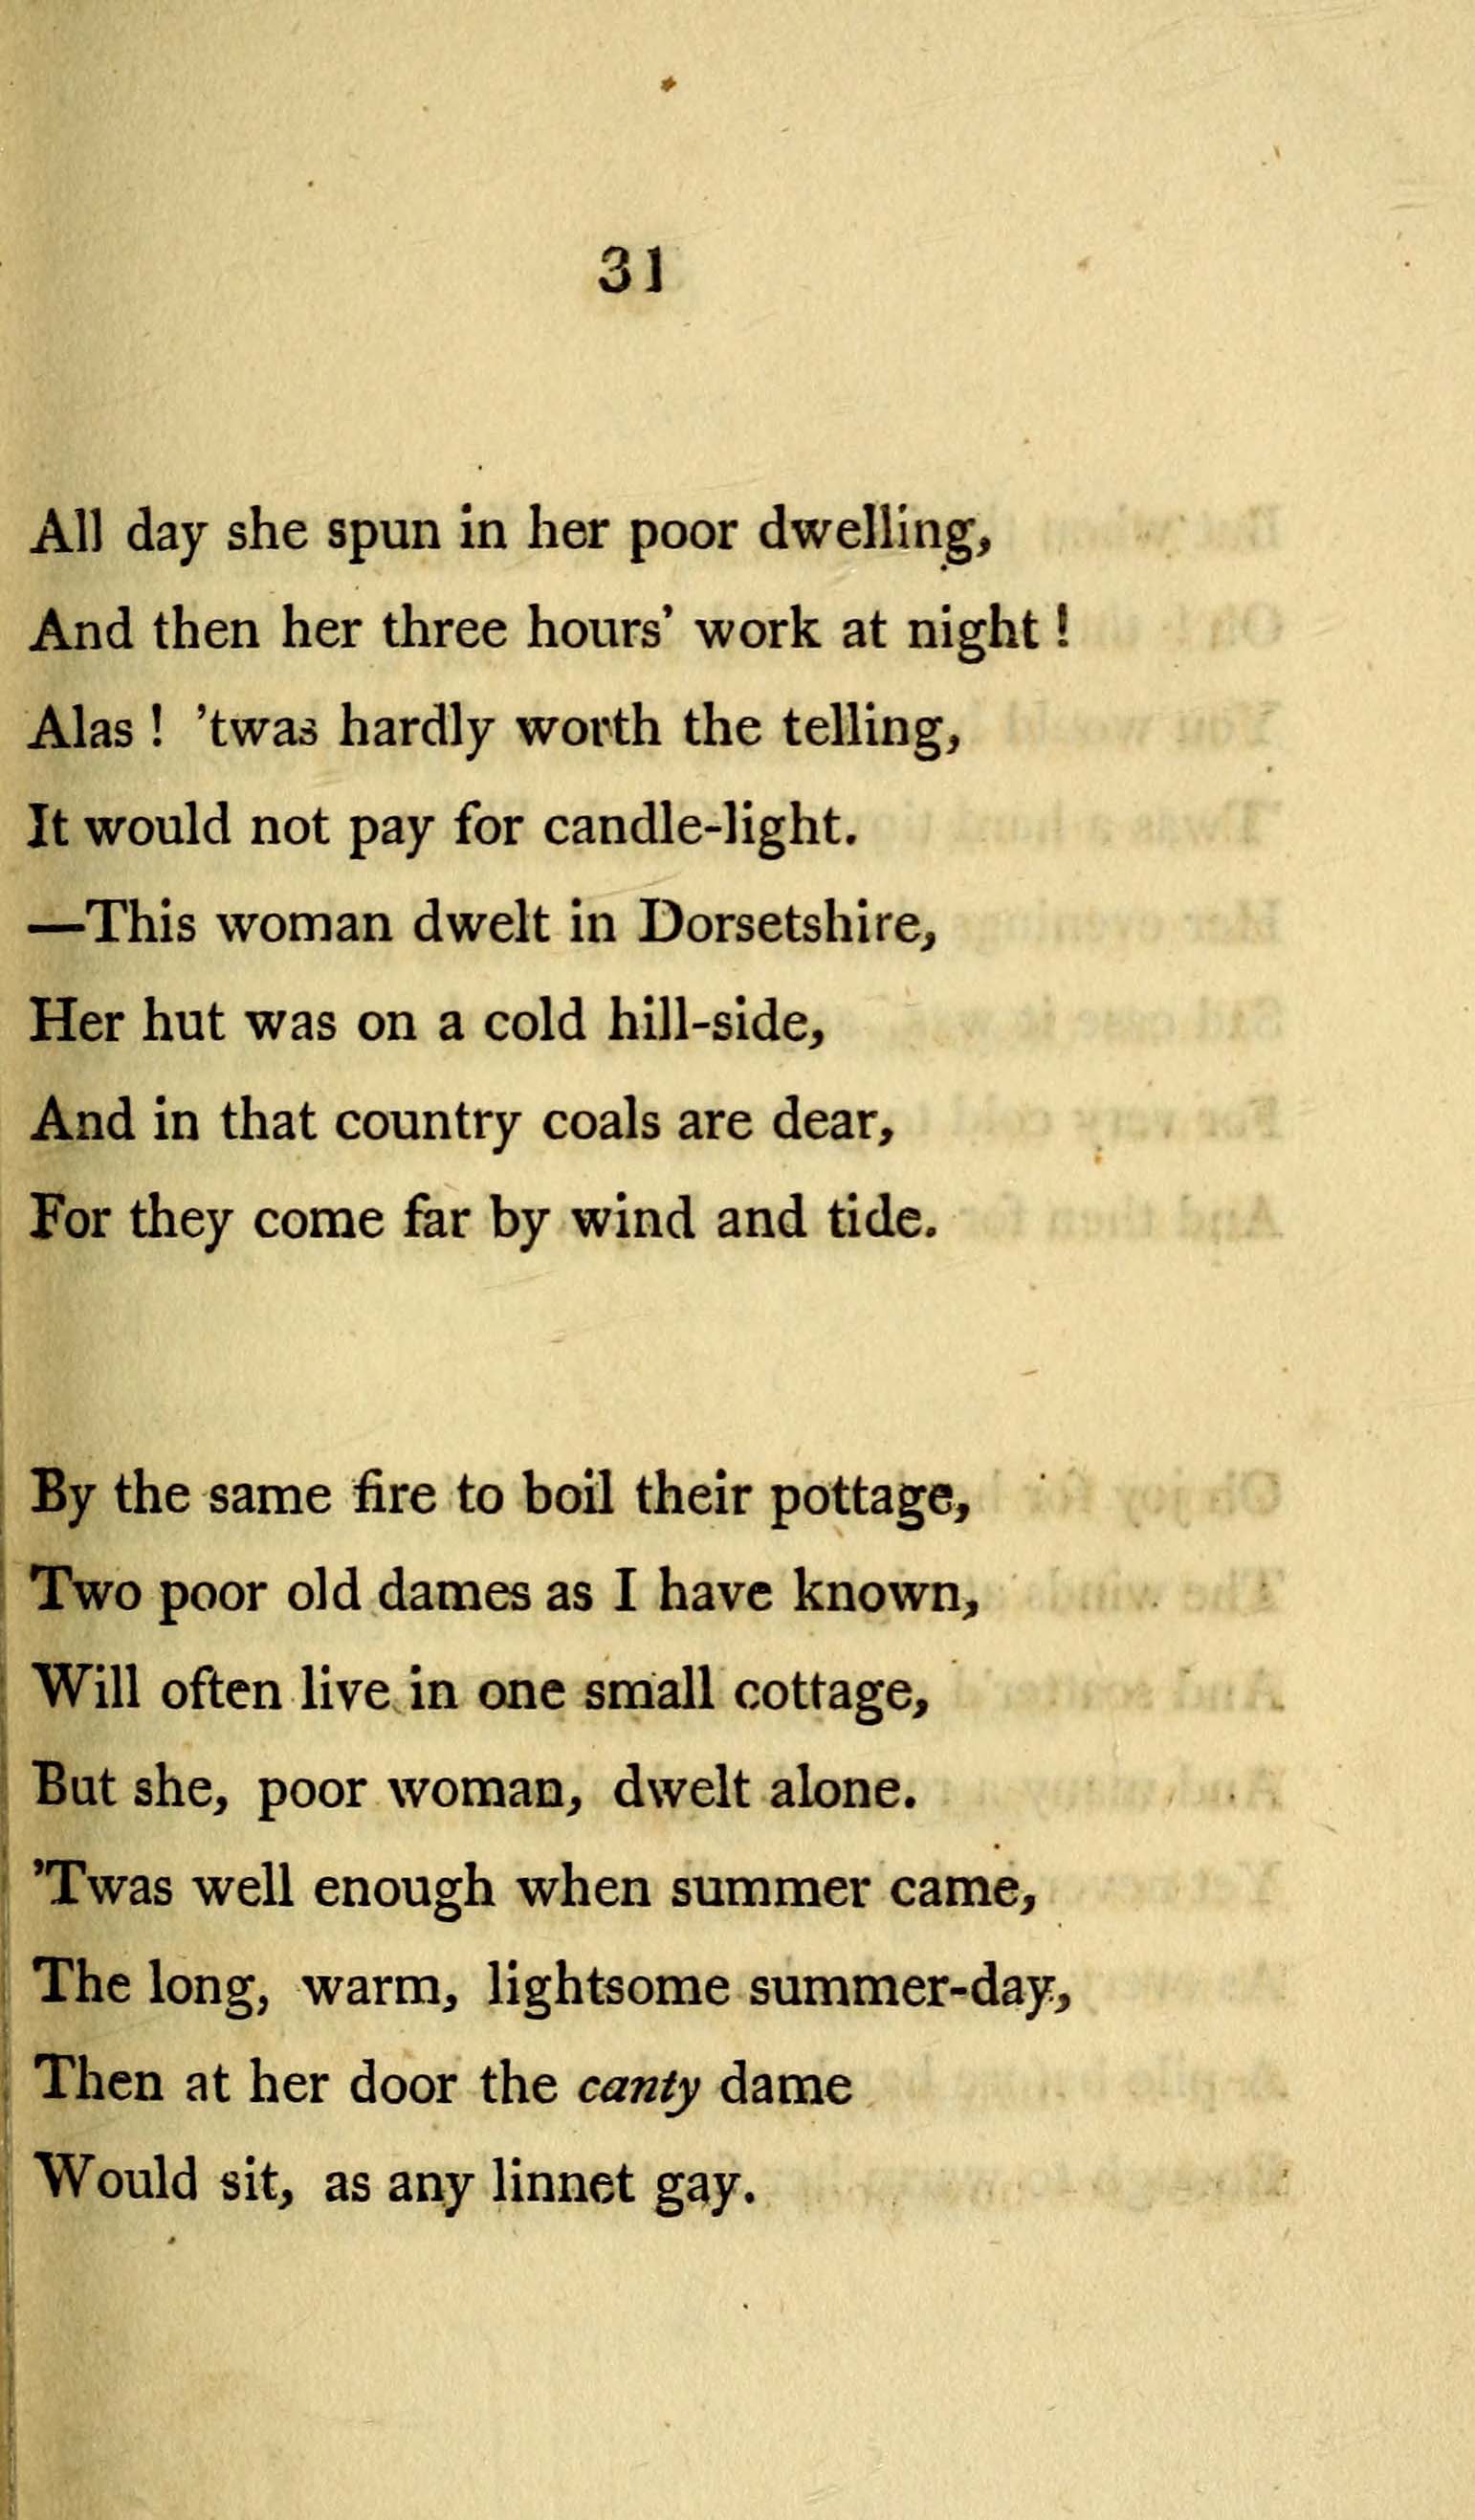 31
All day she spun in her poor dwelling,
And then her three hours’ work at night!
Alas! ’twas hardly worth the telling,
It would not pay for candle-light.
—This woman dwelt in Dorsetshire,
Her hut was on a cold hill-side,
And in that country coals are dear,
For they come far by wind and tide.
By the same fire to boil their pottage,
Two poor old dames as I have known,
Will often live in one small cottage,
But she, poor woman, dwelt alone.
’Twas well enough when summer came,
The long, warm, lightsome summer-day,
Then at her door the canty dame
Would sit, as any linnet gay.